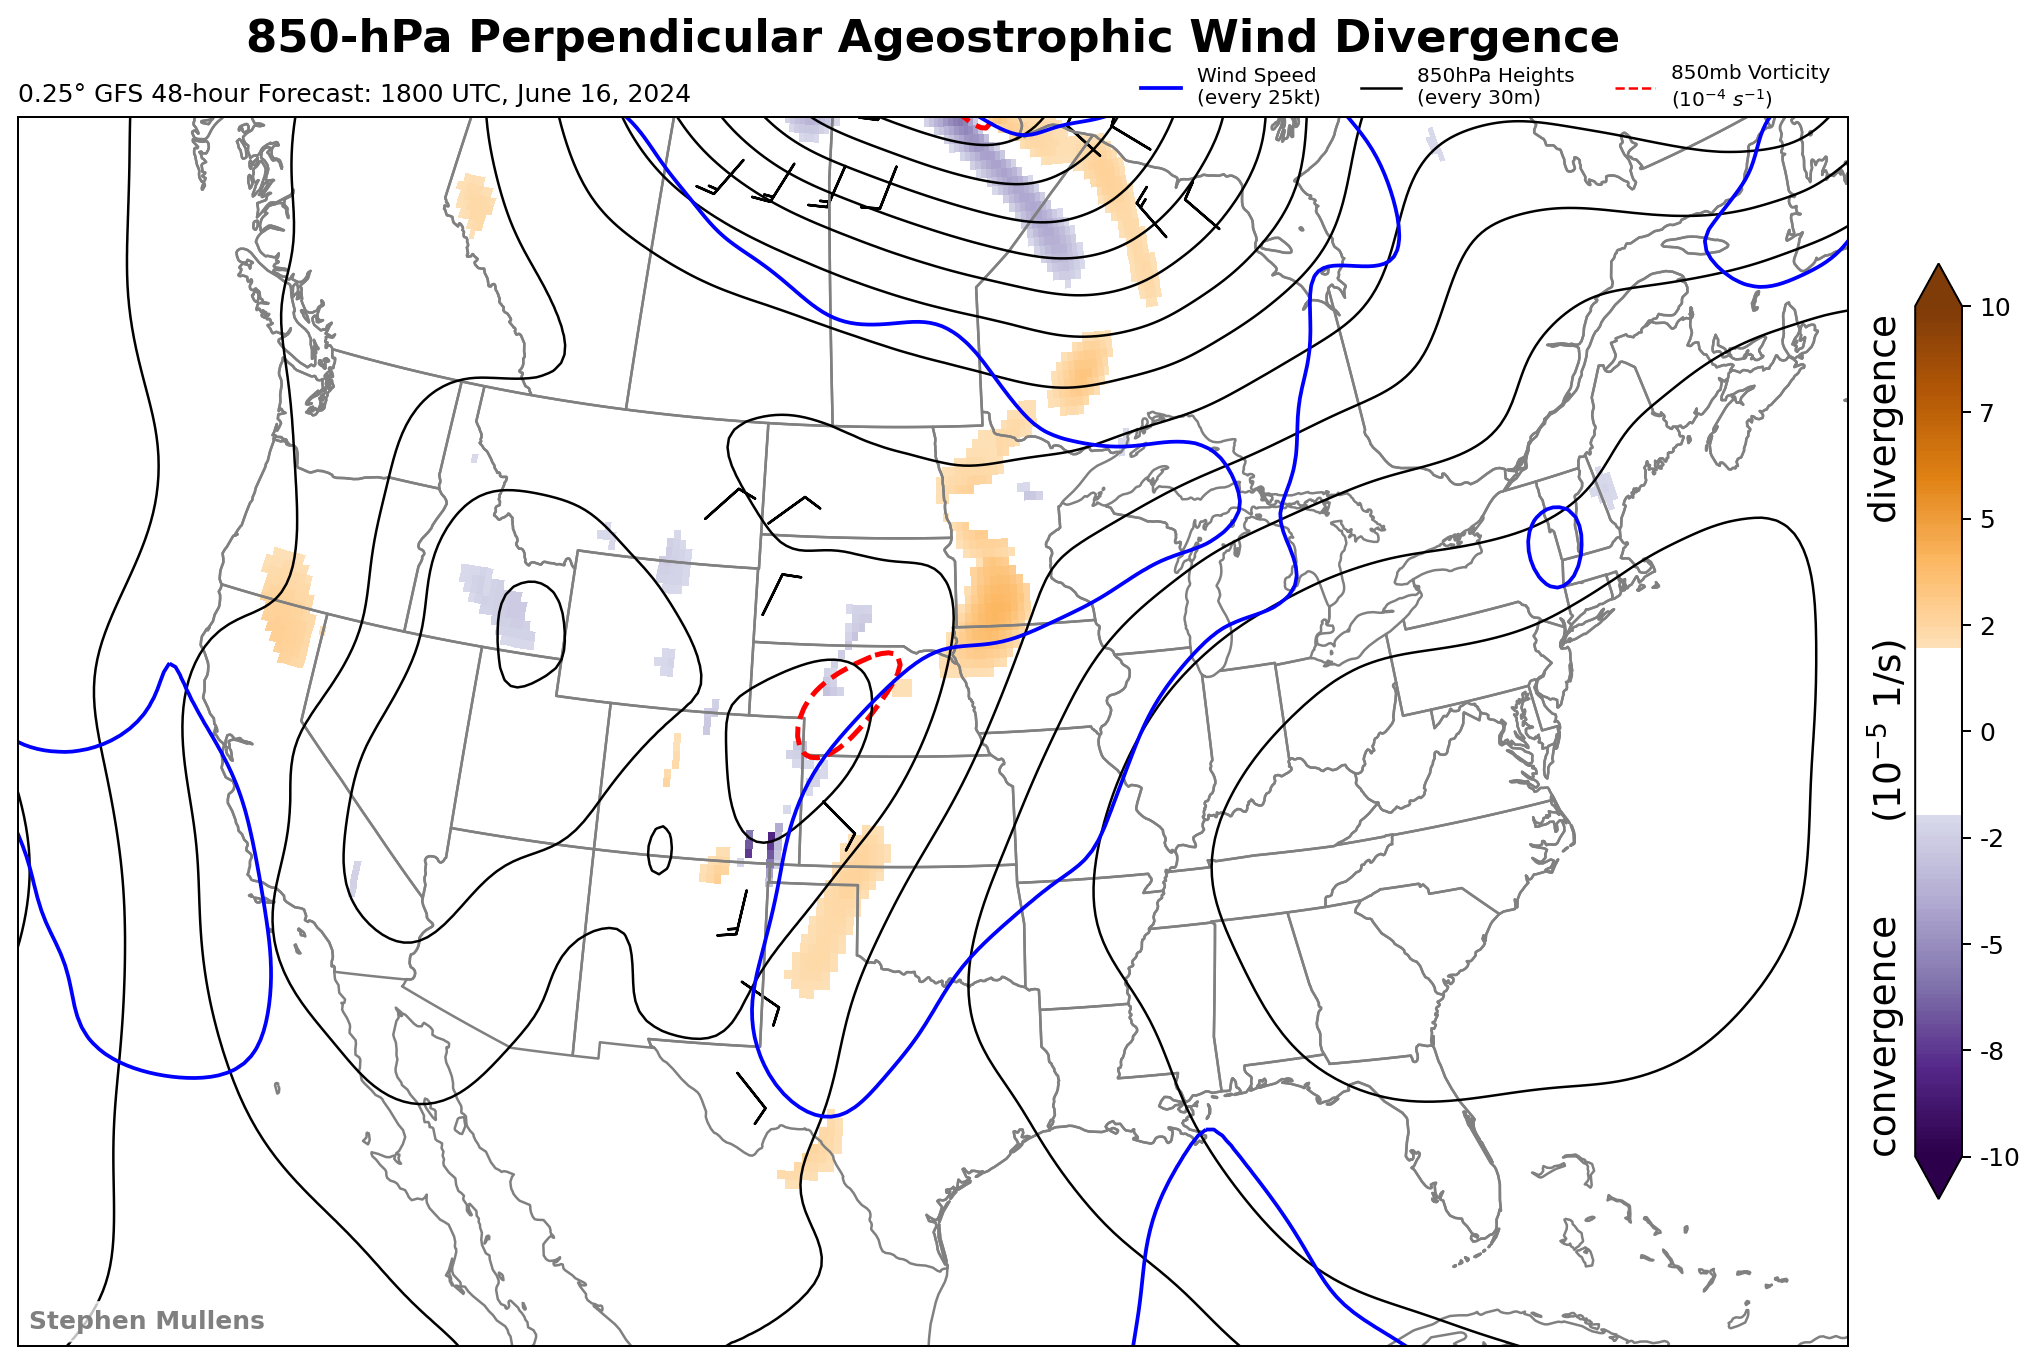 850-hPa Perpendicular Ageostrophic Wind Divergence
0.25° GFS 48-hour Forecast: 1800 UTC, June 16, 2024
Wind Speed
(every 25kt)
850hPa Heights
(every 30m)
850mb Vorticity
(10⁻⁴ s⁻¹)
10
7
5
2
0
-2
-5
-8
-10
convergence (10⁻⁵ 1/s) divergence
Stephen Mullens